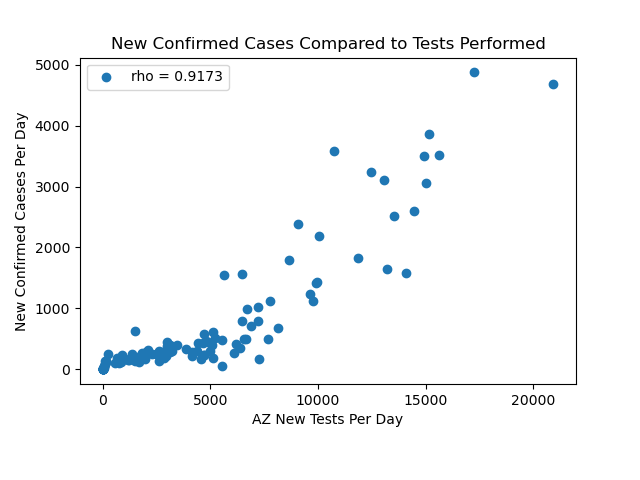 New Confirmed Cases Compared to Tests Performed
rho = 0.9173
5000
4000
3000
2000
1000
0
New Confirmed Caeses Per Day
0 5000 10000 15000 20000
AZ New Tests Per Day